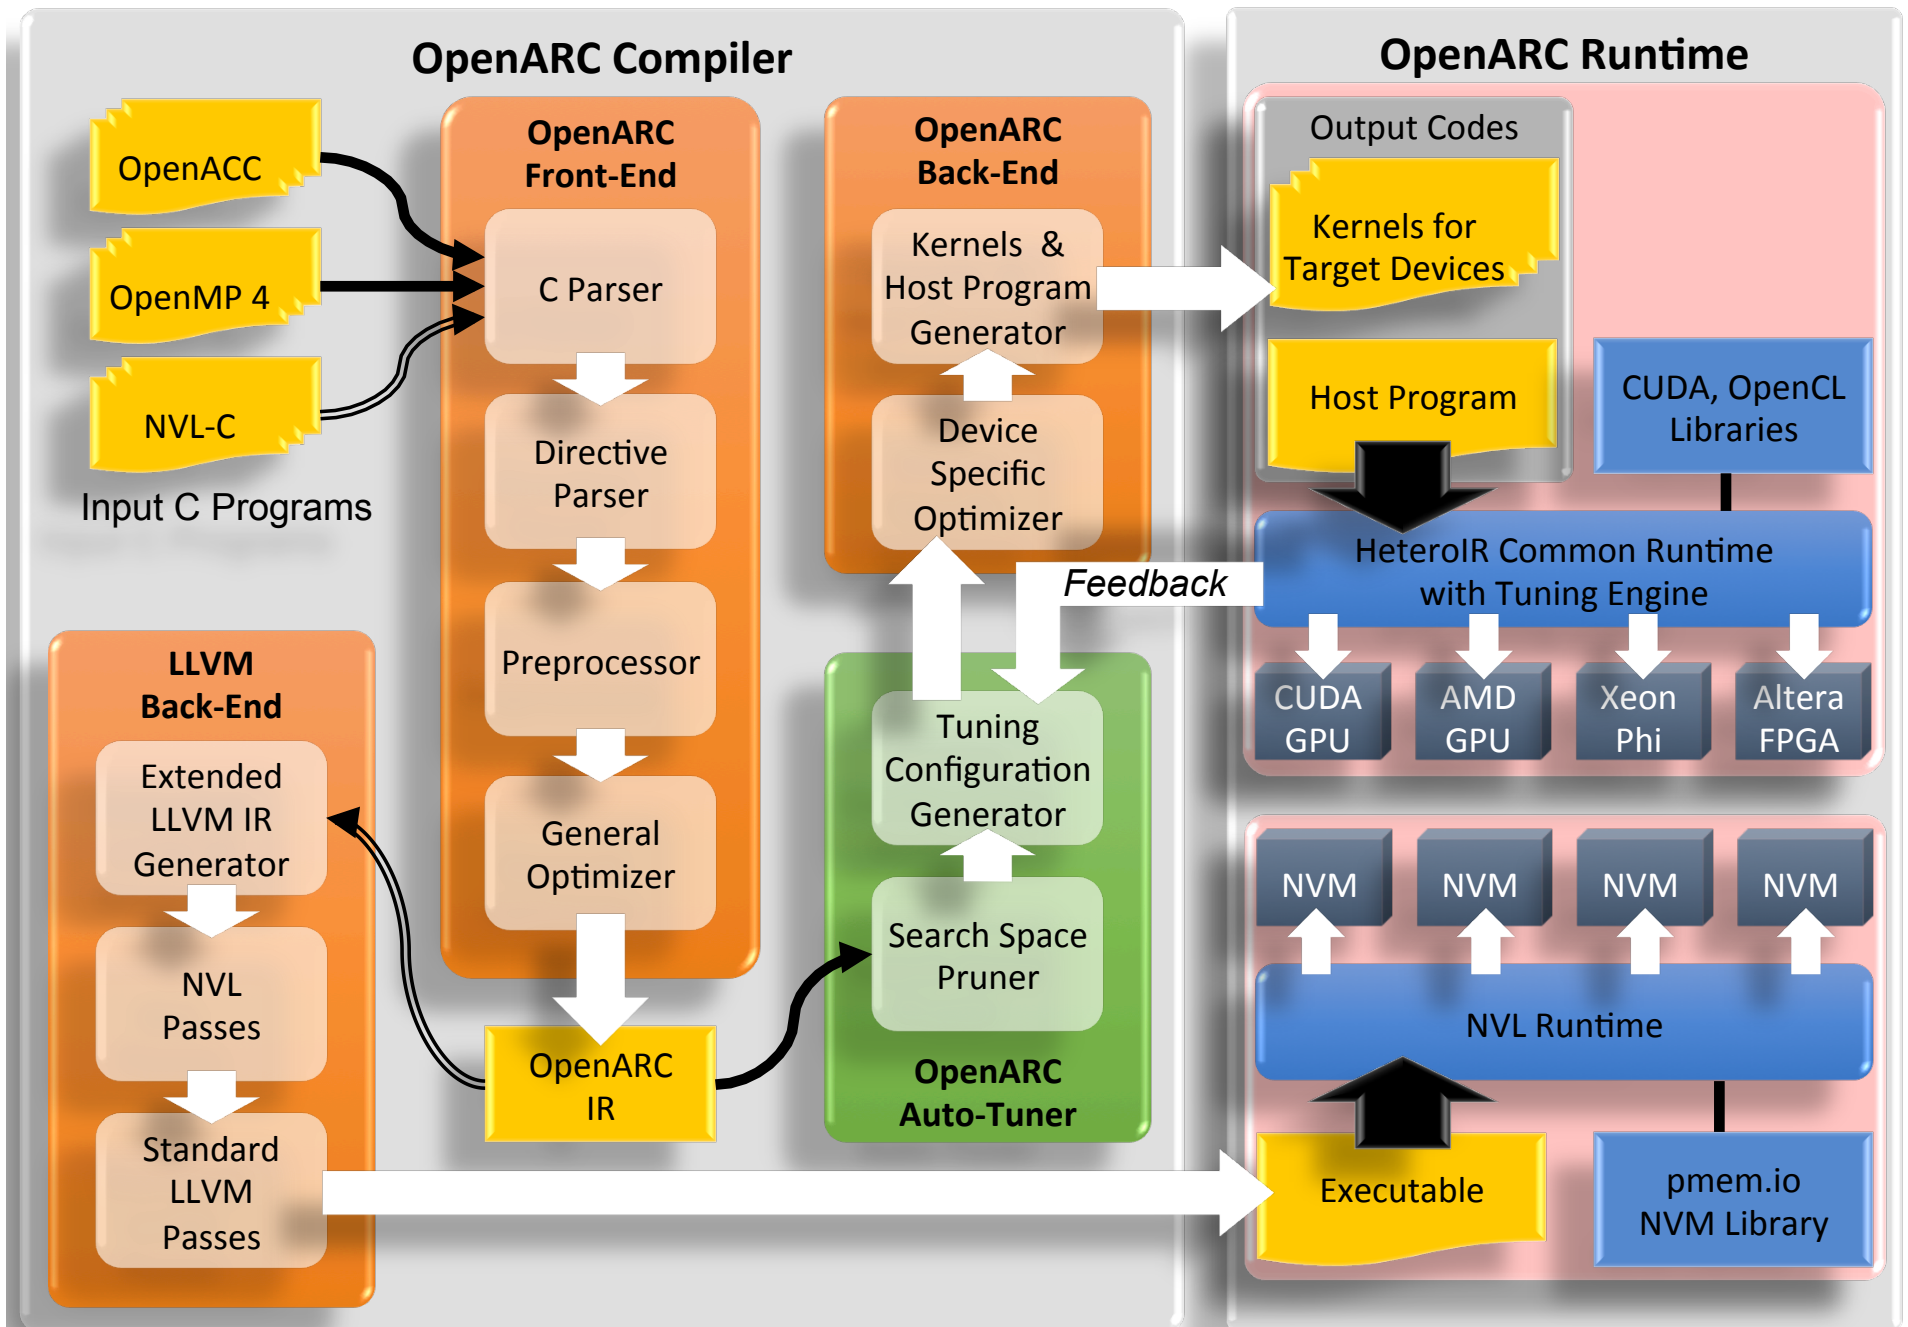 OpenARC Compiler
OpenACC
OpenMP 4
NVL-C
Input C Programs
OpenARC
Front-End
C Parser
Directive
Parser
Preprocessor
General
Optimizer
OpenARC
IR
LLVM
Back-End
Extended
LLVM IR
Generator
NVL
Passes
Standard
LLVM
Passes
OpenARC
Back-End
Kernels &
Host Program
Generator
Device
Specific
Optimizer
Feedback
Tuning
Configuration
Generator
Search Space
Pruner
OpenARC
Auto-Tuner
OpenARC Runtime
Output Codes
Kernels for
Target Devices
Host Program
CUDA, OpenCL
Libraries
HeteroIR Common Runtime
with Tuning Engine
CUDA
GPU
AMD
GPU
Xeon
Phi
Altera
FPGA
NVM
NVM
NVM
NVM
NVL Runtime
Executable
pmem.io
NVM Library